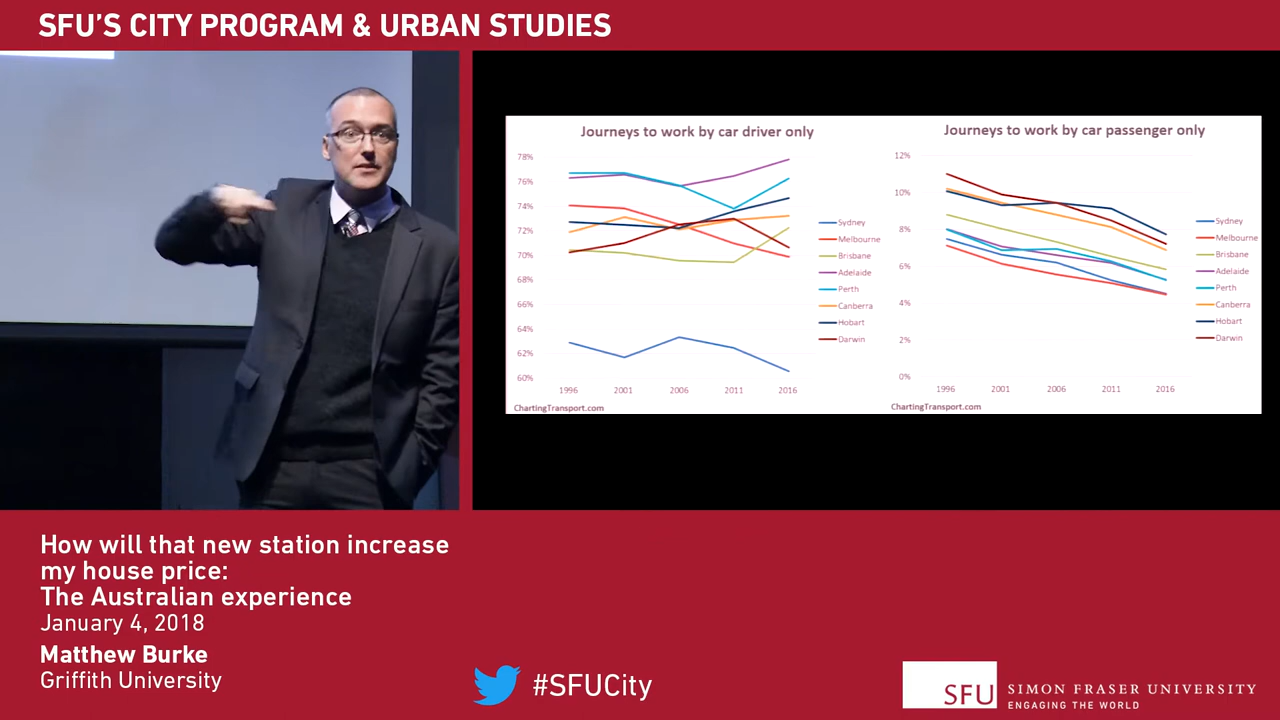 SFU'S CITY PROGRAM & URBAN STUDIES
Journeys to work by car driver only
78%
76%
74%
72%
70%
68%
66%
64%
62%
60%
1996
2001
2006
2011
2016
Sydney
Melbourne
Brisbane
Adelaide
Perth
Canberra
Hobart
Darwin
ChartingTransport.com
Journeys to work by car passenger only
12%
10%
8%
6%
4%
2%
0%
1996
2001
2006
2011
2016
Sydney
Melbourne
Brisbane
Adelaide
Perth
Canberra
Hobart
Darwin
ChartingTransport.com
How will that new station increase
my house price:
The Australian experience
January 4, 2018
Matthew Burke
Griffith University
#SFUCity
SFU
SIMON FRASER UNIVERSITY
ENGAGING THE WORLD